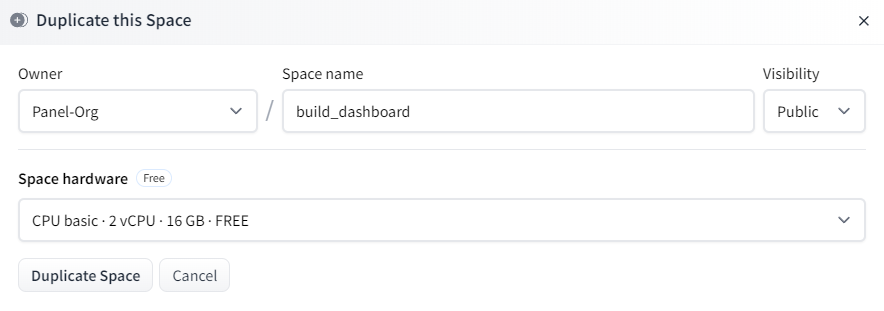 Duplicate this Space
Owner Space name Visibility
Panel-Org / build_dashboard Public
Space hardware Free
CPU basic · 2 vCPU · 16 GB · FREE
Duplicate Space Cancel